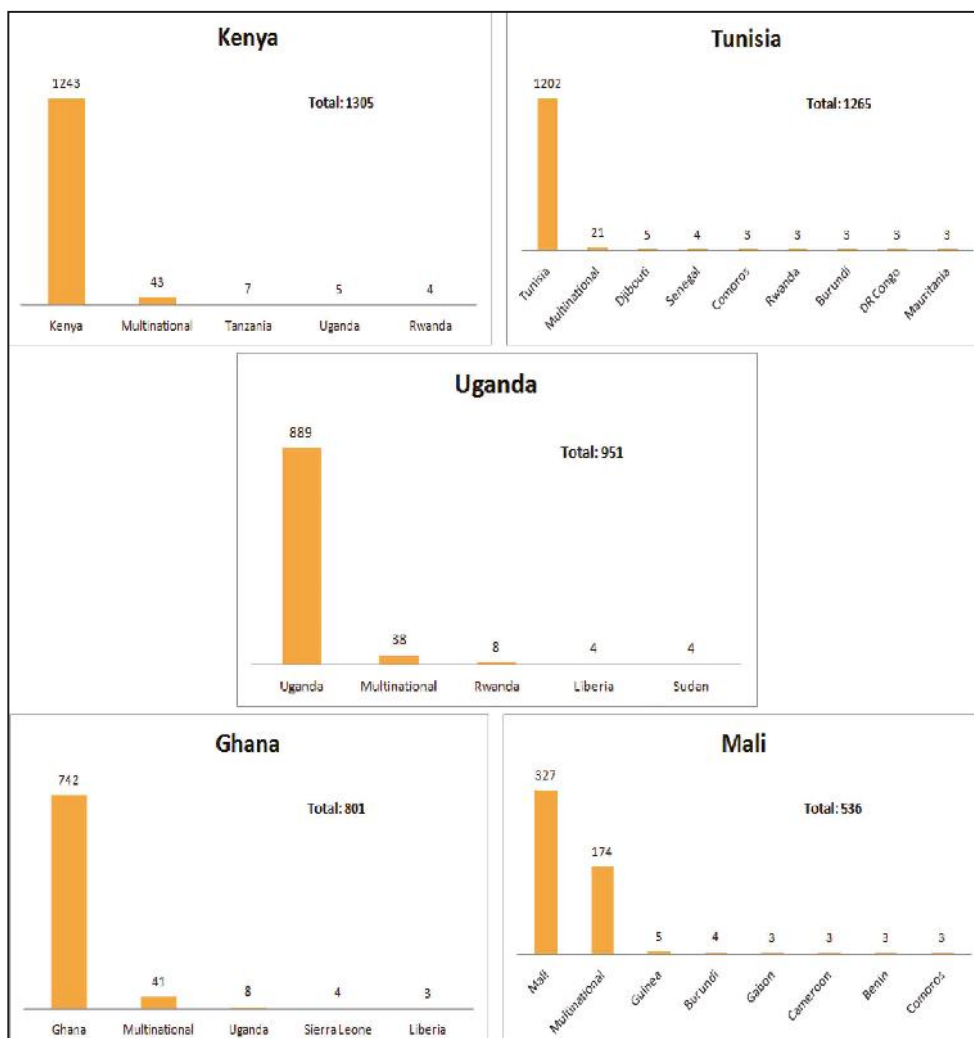 Kenya
1243
Total: 1305
43
7
5
4
Kenya Multinational Tanzania Uganda Rwanda
Tunisia
1202
Total: 1265
21
5
4
3
3
3
3
3
Tunisia Multinational Djibouti Senegal Comoros Rwanda Burundi DR Congo Mauritania
Uganda
889
Total: 951
38
8
4
4
Uganda Multinational Rwanda Liberia Sudan
Ghana
742
Total: 801
41
8
4
3
Ghana Multinational Uganda Sierra Leone Liberia
Mali
327
Total: 536
174
5
4
3
3
3
3
Mali Multinational Guinea Burundi Gabon Cameroon Benin Comoros